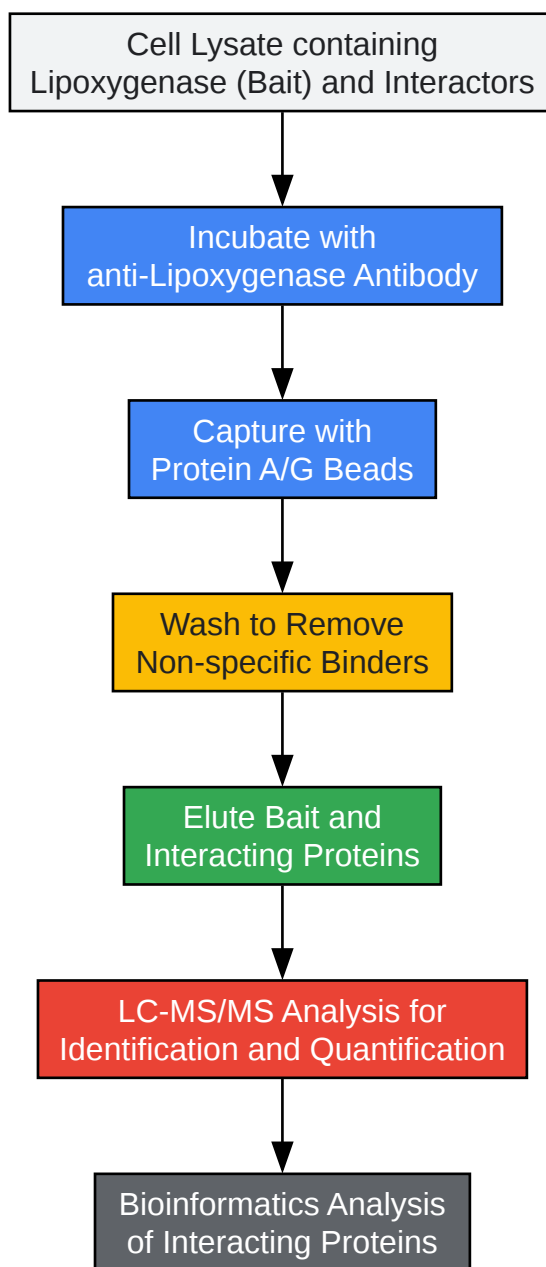 Cell Lysate containing
Lipoxygenase (Bait) and Interactors
Incubate with
anti-Lipoxygenase Antibody
Capture with
Protein A/G Beads
Wash to Remove
Non-specific Binders
Elute Bait and
Interacting Proteins
LC-MS/MS Analysis for
Identification and Quantification
Bioinformatics Analysis
of Interacting Proteins